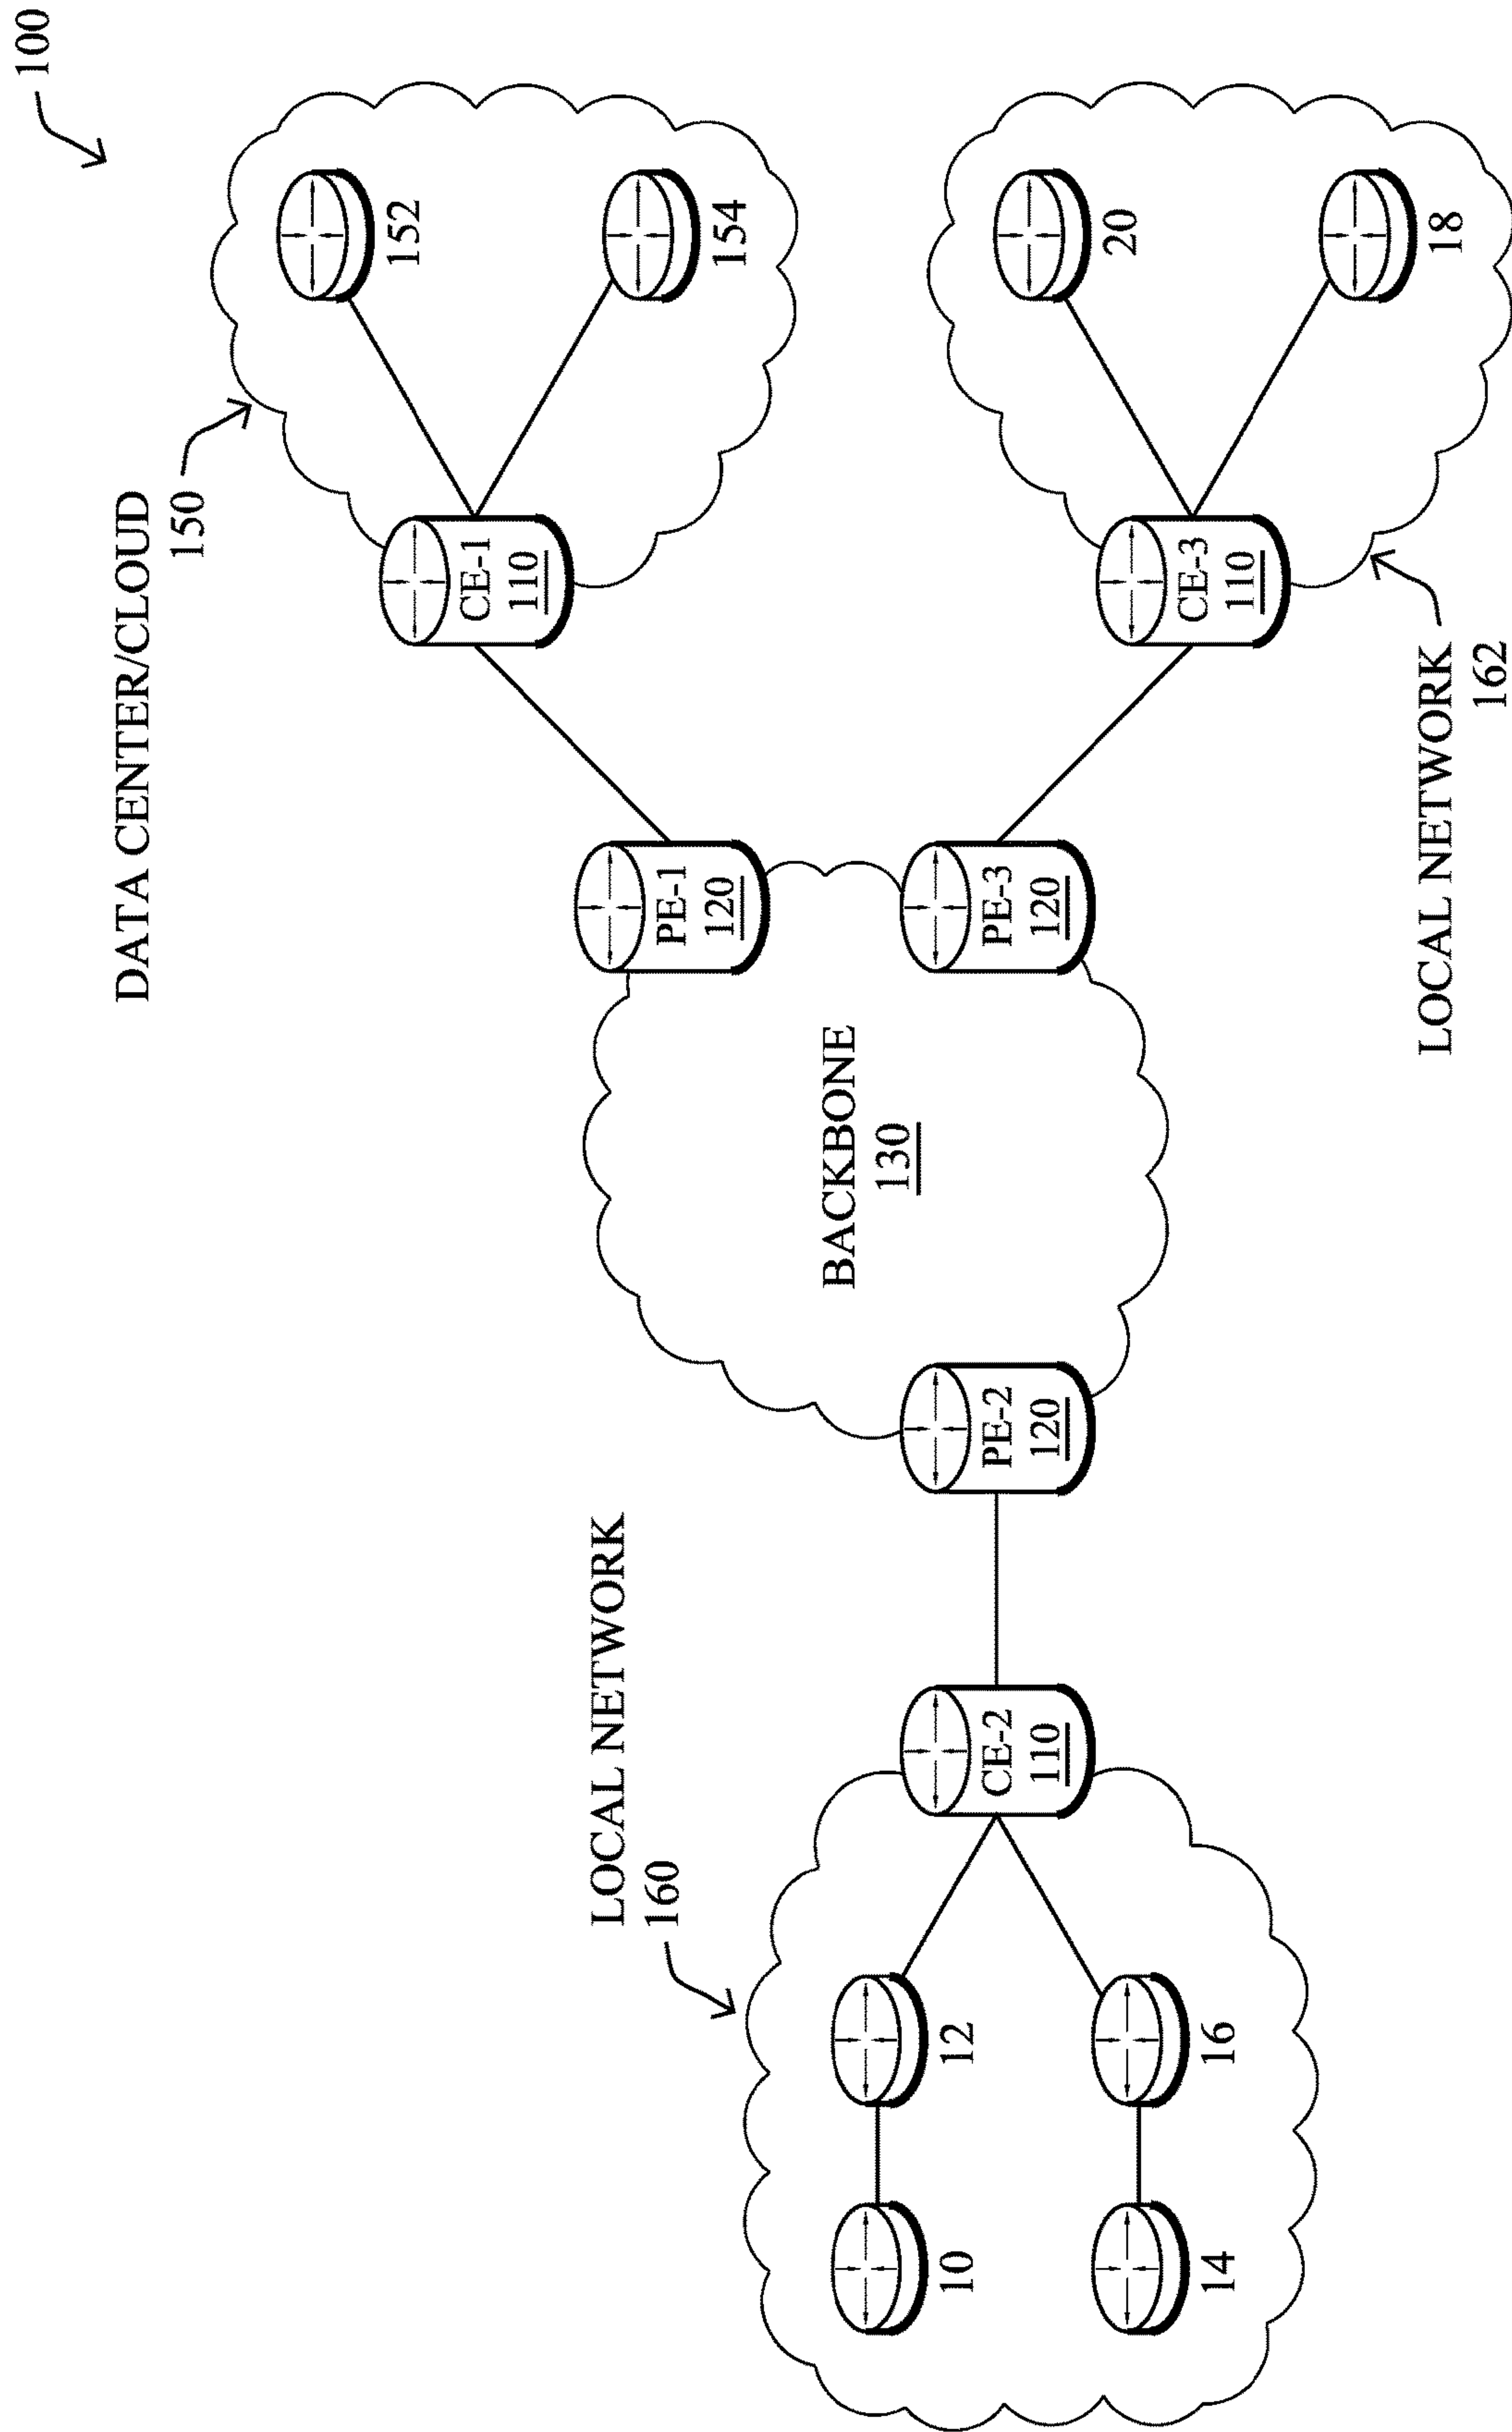 100
DATA CENTER/CLOUD
150
152
CE-1
110
LOCAL NETWORK
160
PE-1
120
154
BACKBONE
130
10
12
CE-2
110
PE-2
120
PE-3
120
20
14
16
CE-3
110
LOCAL NETWORK
162
18